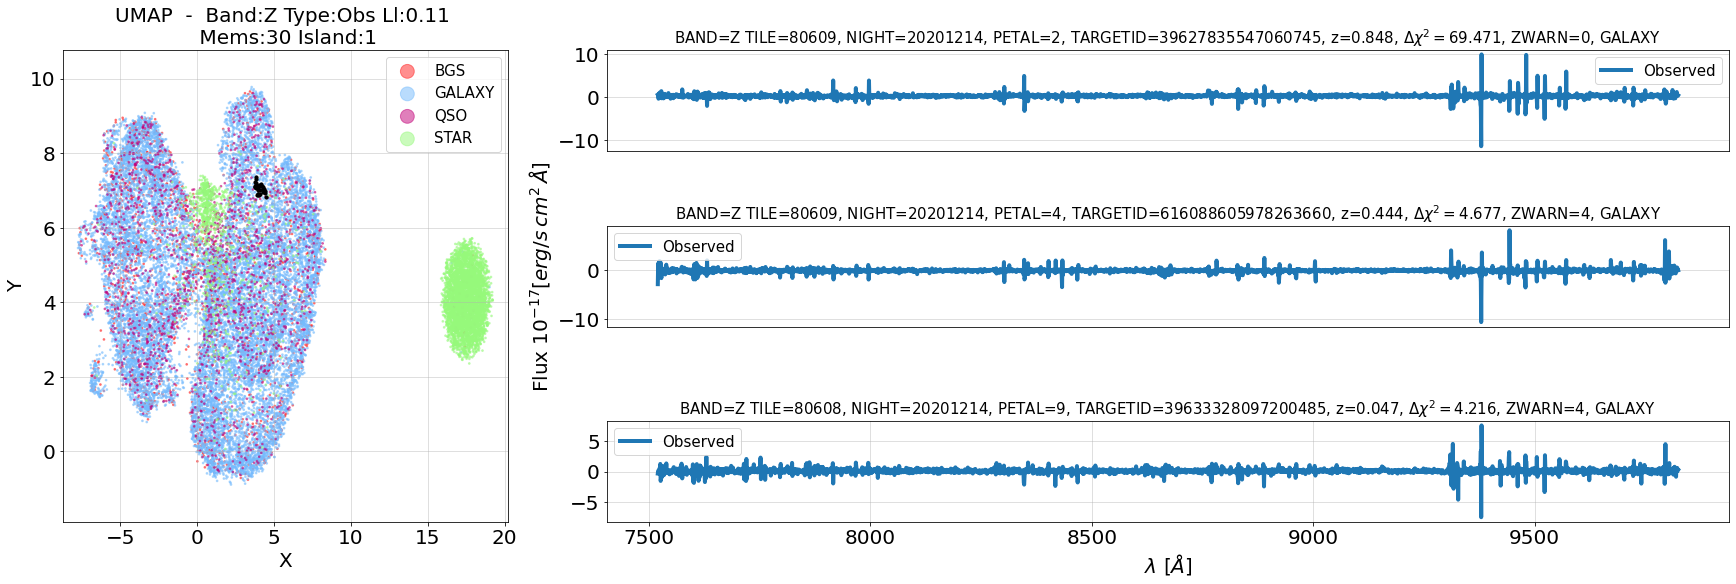 UMAP - Band:Z Type:Obs Ll:0.11
Mems:30 Island:1
BGS
GALAXY
QSO
STAR
10
8
6
4
2
0
Y
−5
0
5
10
15
20
X
BAND=Z TILE=80609, NIGHT=20201214, PETAL=2, TARGETID=39627835547060745, z=0.848, Δχ² = 69.471, ZWARN=0, GALAXY
Observed
10
0
−10
BAND=Z TILE=80609, NIGHT=20201214, PETAL=4, TARGETID=616088605978263660, z=0.444, Δχ² = 4.677, ZWARN=4, GALAXY
Observed
0
−10
Flux 10⁻¹⁷[erg/s cm² Å]
BAND=Z TILE=80608, NIGHT=20201214, PETAL=9, TARGETID=39633328097200485, z=0.047, Δχ² = 4.216, ZWARN=4, GALAXY
Observed
5
0
−5
7500
8000
8500
9000
9500
λ [Å]